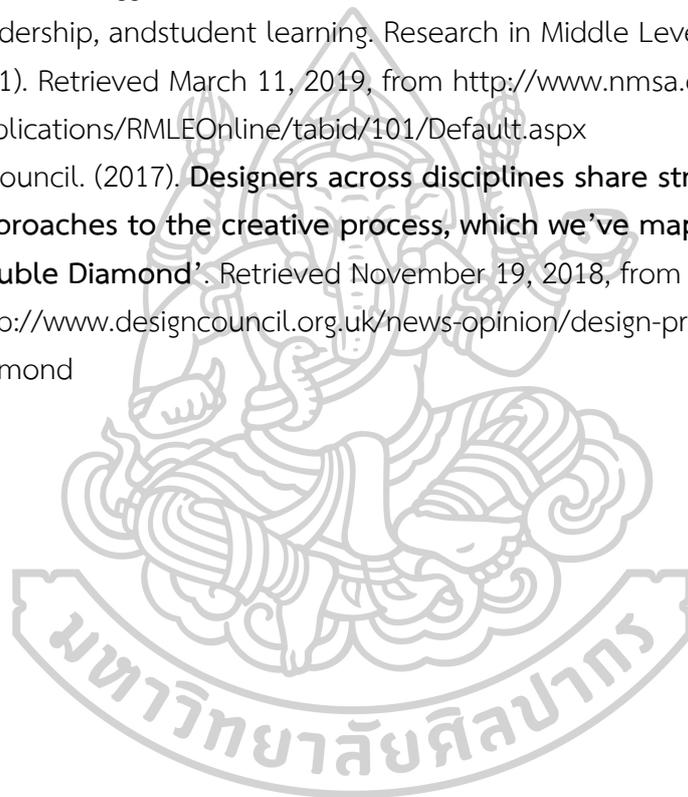 dership, andstudent learning. Research in Middle Leve
1). Retrieved March 11, 2019, from http://www.nmsa.
plications/RMLEOnline/tabid/101/Default.aspx
ouncil. (2017). Designers across disciplines share str
proaches to the creative process, which we’ve map
uble Diamond’. Retrieved November 19, 2018, from
p://www.designcouncil.org.uk/news-opinion/design-pr
mond
มหาวิทยาลัยศิลปากร